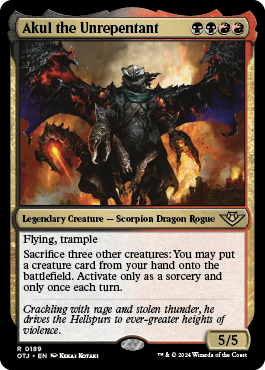 Akul the Unrepentant
Legendary Creature — Scorpion Dragon Rogue
Flying, trample
Sacrifice three other creatures: You may put
a creature card from your hand onto the
battlefield. Activate only as a sorcery and
only once each turn.
Crackling with rage and stolen thunder, he
drives the Hellspurs to ever-greater heights of
violence.
5/5
R 0189
OTJ • EN Kekai Kotaki
™ & © 2024 Wizards of the Coast